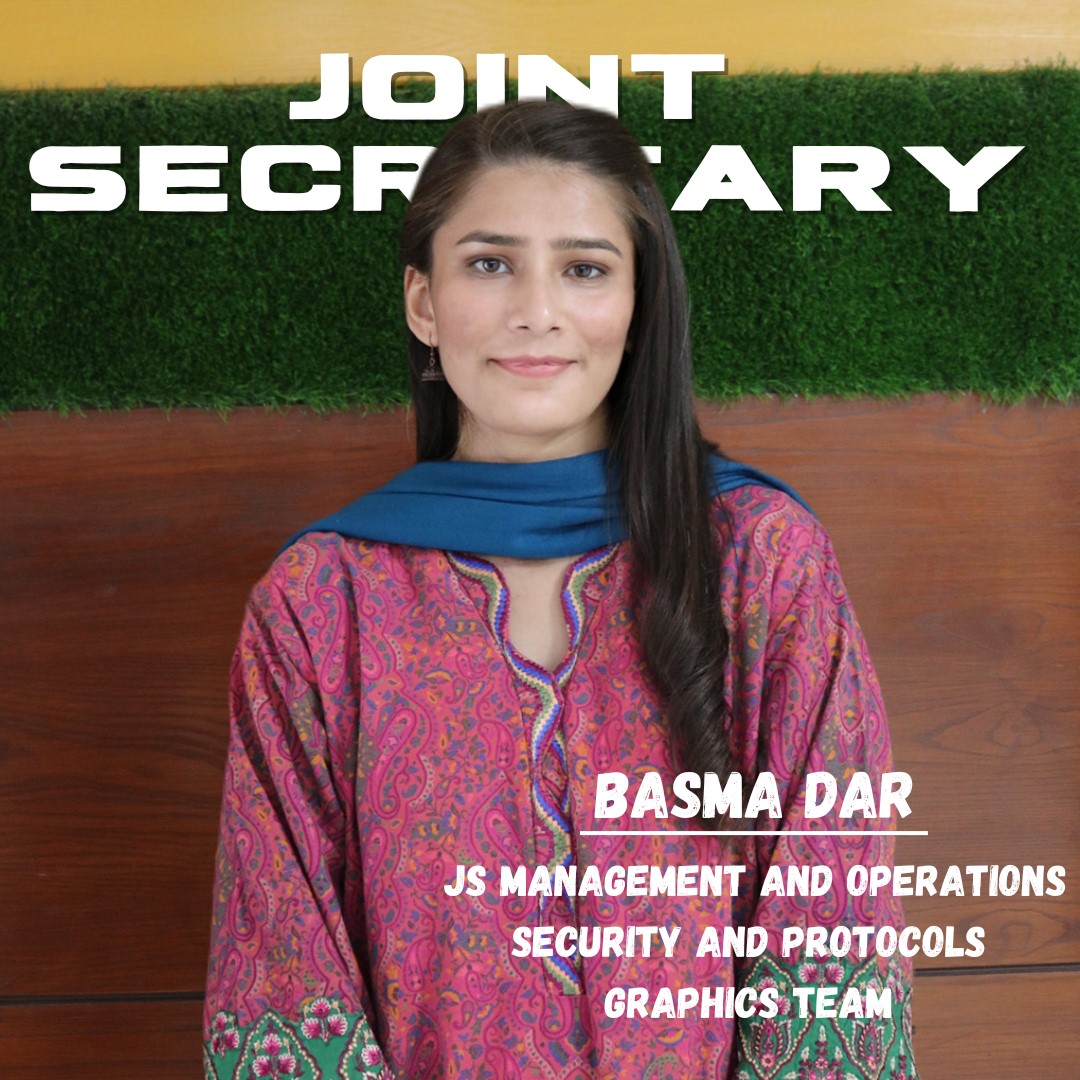 JOINT
SECRETARY
BASMA DAR
JS MANAGEMENT AND OPERATIONS
SECURITY AND PROTOCOLS
GRAPHICS TEAM